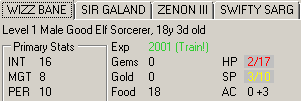 WIZZ BANE SIR GALAND ZENON III SWIFTY SARG
Level 1 Male Good Elf Sorcerer, 18y 3d old
Primary Stats Exp 2001 (Train!)
INT 16 Gems 0 HP 2/17
MGT 8 Gold 0 SP 3/10
PER 10 Food 18 AC 0 +3